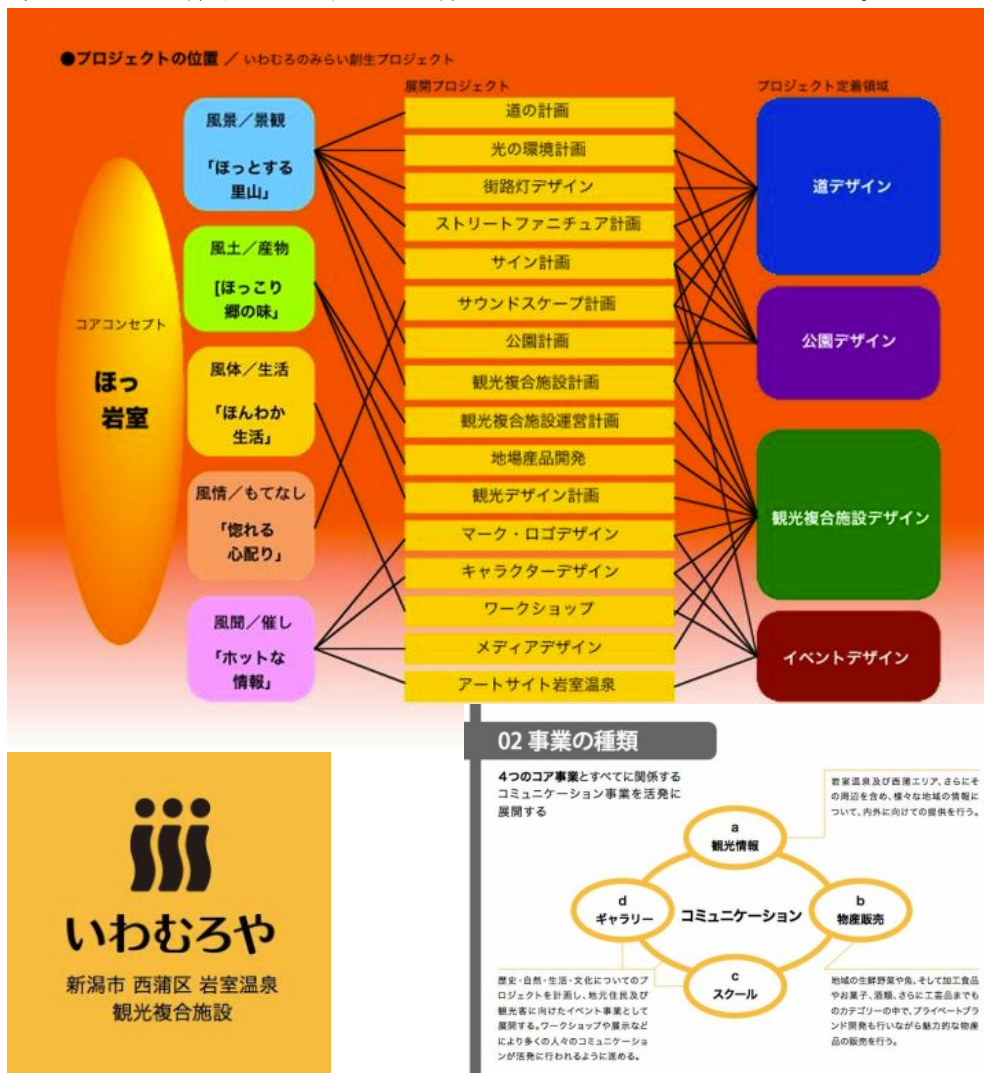 ●プロジェクトの位置 ／ いわむろのみらい創生プロジェクト
展開プロジェクト
プロジェクト定着領域
コアコンセプト
ほっ
岩室
風景／景観
「ほっとする
里山」
風土／産物
[ほっこり
郷の味」
風体／生活
「ほんわか
生活」
風情／もてなし
「惚れる
心配り」
風聞／催し
「ホットな
情報」
道の計画
光の環境計画
街路灯デザイン
ストリートファニチュア計画
サイン計画
サウンドスケープ計画
公園計画
観光複合施設計画
観光複合施設運営計画
地場産品開発
観光デザイン計画
マーク・ロゴデザイン
キャラクターデザイン
ワークショップ
メディアデザイン
アートサイト岩室温泉
道デザイン
公園デザイン
観光複合施設デザイン
イベントデザイン
いわむろや
新潟市 西蒲区 岩室温泉
観光複合施設
02 事業の種類
4つのコア事業とすべてに関係する
コミュニケーション事業を活発に
展開する
岩室温泉及び西蒲エリア、さらにそ
の周辺を含め、様々な地域の情報に
ついて、内外に向けての提供を行う。
a
観光情報
d
ギャラリー
コミュニケーション
b
物産販売
c
スクール
歴史・自然・生活・文化についてのプ
ロジェクトを計画し、地元住民及び
観光客に向けたイベント事業として
展開する。ワークショップや展示など
により多くの人々のコミュニケーショ
ンが活発に行われるように進める。
地域の生鮮野菜や魚、そして加工食品
やお菓子、酒類、さらに工芸品までも
のカテゴリーの中で、プライベートブラ
ンド開発も行いながら魅力的な物産
品の販売を行う。